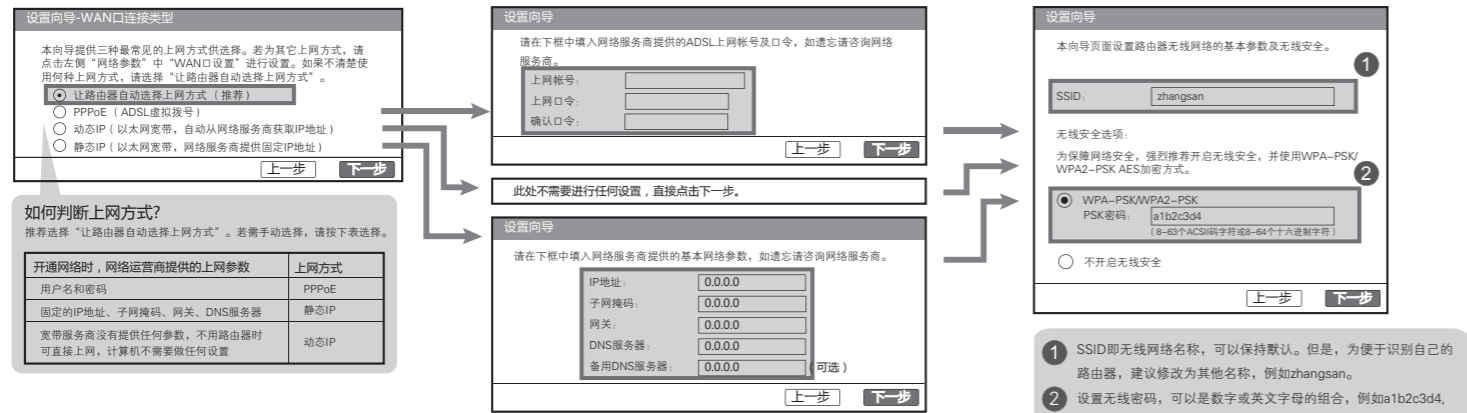 设置向导-WAN口连接类型
本向导提供三种最常见的上网方式供选择。若为其它上网方式，请
点击左侧“网络参数”中“WAN口设置”进行设置。如果不清楚使
用何种上网方式，请选择“让路由器自动选择上网方式”。
让路由器自动选择上网方式（推荐）
PPPoE（ADSL虚拟拨号）
动态IP（以太网宽带，自动从网络服务商获取IP地址）
静态IP（以太网宽带，网络服务商提供固定IP地址）
上一步 下一步
如何判断上网方式?
推荐选择“让路由器自动选择上网方式”。若需手动选择，请按下表选择。
开通网络时，网络运营商提供的上网参数 上网方式
用户名和密码 PPPoE
固定的IP地址、子网掩码、网关、DNS服务器 静态IP
宽带服务商没有提供任何参数，不用路由器时
可直接上网，计算机不需要做任何设置 动态IP
设置向导
请在下框中填入网络服务商提供的ADSL上网帐号及口令，如遗忘请咨询网络
服务商。
上网帐号：
上网口令：
确认口令：
上一步 下一步
此处不需要进行任何设置，直接点击下一步。
设置向导
请在下框中填入网络服务商提供的基本网络参数，如遗忘请咨询网络服务商。
IP地址： 0.0.0.0
子网掩码： 0.0.0.0
网关： 0.0.0.0
DNS服务器： 0.0.0.0
备用DNS服务器： 0.0.0.0 （可选）
上一步 下一步
设置向导
本向导页面设置路由器无线网络的基本参数及无线安全。
1
SSID： zhangsan
无线安全选项：
为保障网络安全，强烈推荐开启无线安全，并使用WPA-PSK/
WPA2-PSK AES加密方式。
2
WPA-PSK/WPA2-PSK
PSK密码： a1b2c3d4
（8-63个ACSII码字符或8-64个十六进制字符）
不开启无线安全
上一步 下一步
1 SSID即无线网络名称，可以保持默认。但是，为便于识别自己的
路由器，建议修改为其他名称，例如zhangsan。
2 设置无线密码，可以是数字或英文字母的组合，例如a1b2c3d4,